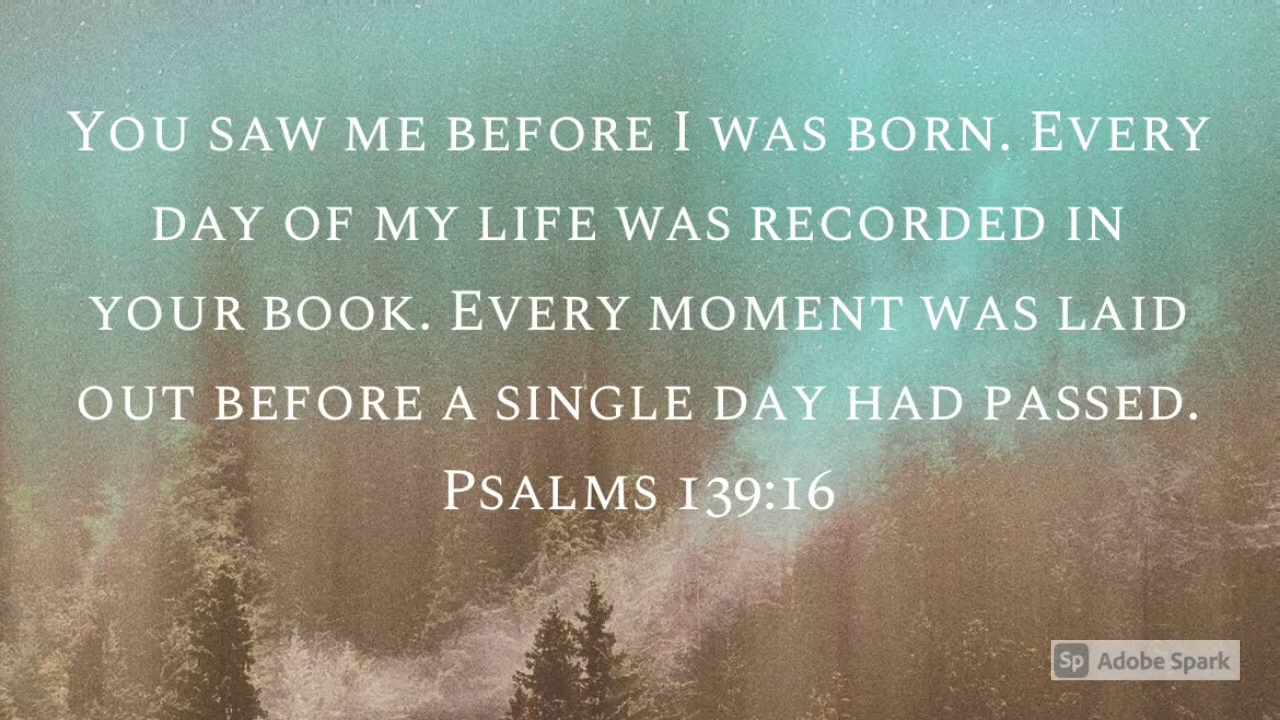 You saw me before I was born. Every
day of my life was recorded in
your book. Every moment was laid
out before a single day had passed.
Psalms 139:16
Sp Adobe Spark